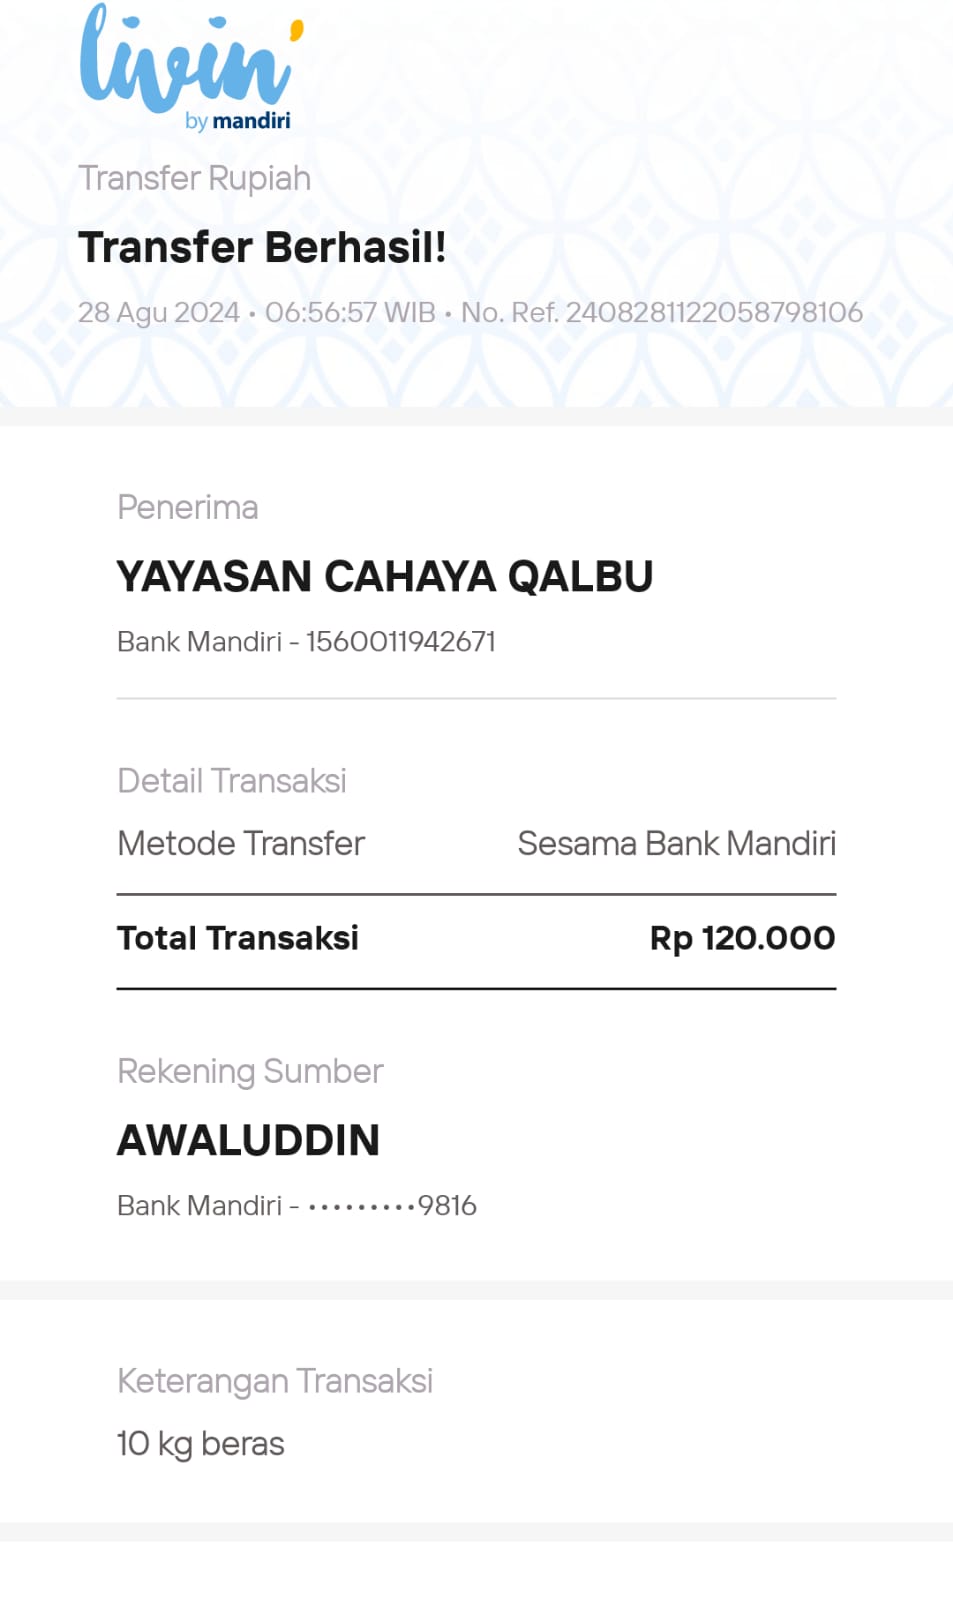 livin'
by mandiri
Transfer Rupiah
Transfer Berhasil!
28 Agu 2024 • 06:56:57 WIB • No. Ref. 2408281122058798106
Penerima
YAYASAN CAHAYA QALBU
Bank Mandiri - 1560011942671
Detail Transaksi
Metode Transfer Sesama Bank Mandiri
Total Transaksi Rp 120.000
Rekening Sumber
AWALUDDIN
Bank Mandiri - •••••••••9816
Keterangan Transaksi
10 kg beras